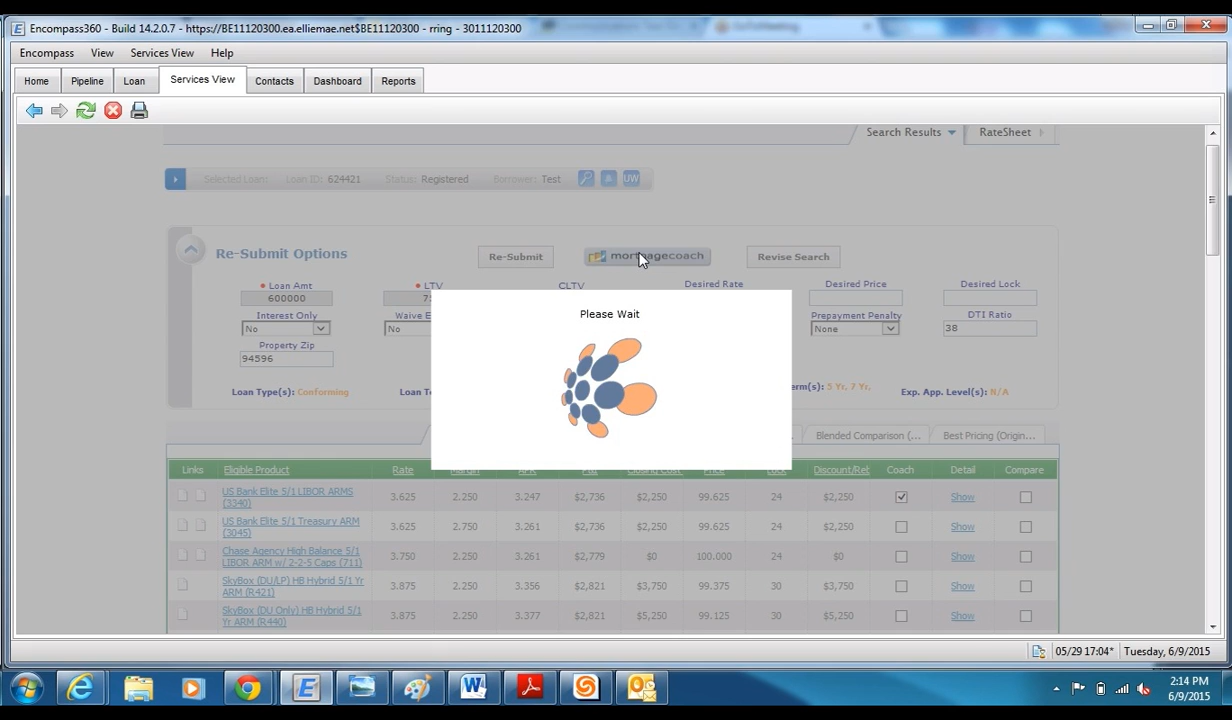 Encompass360 - Build 14.2.0.7 - https://BE11120300.ea.elliemae.net$BE11120300 - rring - 3011120300
Encompass View Services View Help
Home Pipeline Loan Services View Contacts Dashboard Reports
Search Results RateSheet
Selected Loan: Loan ID: 624421 Status: Registered Borrower: Test UW
Re-Submit Options Re-Submit mortgagecoach Revise Search
Loan Amt LTV CLTV Desired Rate Desired Price Desired Lock
600000
Interest Only Waive Prepayment Penalty DTI Ratio
No No None 38
Property Zip
94596
Please Wait
Loan Type(s): Conforming 5 Yr, 7 Yr, Exp. App. Level(s): N/A
Blended Comparison (... Best Pricing (Origin...
Links Eligible Product Rate Margin APR P&I Closing Cost Price Lock Discount/Reb Coach Detail Compare
US Bank Elite 5/1 LIBOR ARMS (3340) 3.625 2.250 3.247 $2,736 $2,250 99.625 24 $2,250 Show
US Bank Elite 5/1 Treasury ARM (3045) 3.625 2.750 3.261 $2,736 $2,250 99.625 24 $2,250 Show
Chase Agency High Balance 5/1 LIBOR ARM w/ 2-2-5 Caps (711) 3.750 2.250 3.261 $2,779 $0 100.000 24 $0 Show
SkyBox (DU/LP) HB Hybrid 5/1 Yr ARM (R421) 3.875 2.250 3.356 $2,821 $3,750 99.375 30 $3,750 Show
SkyBox (DU Only) HB Hybrid 5/1 Yr ARM (R440) 3.875 2.250 3.377 $2,821 $5,250 99.125 30 $5,250 Show
05/29 17:04* Tuesday, 6/9/2015
2:14 PM
6/9/2015